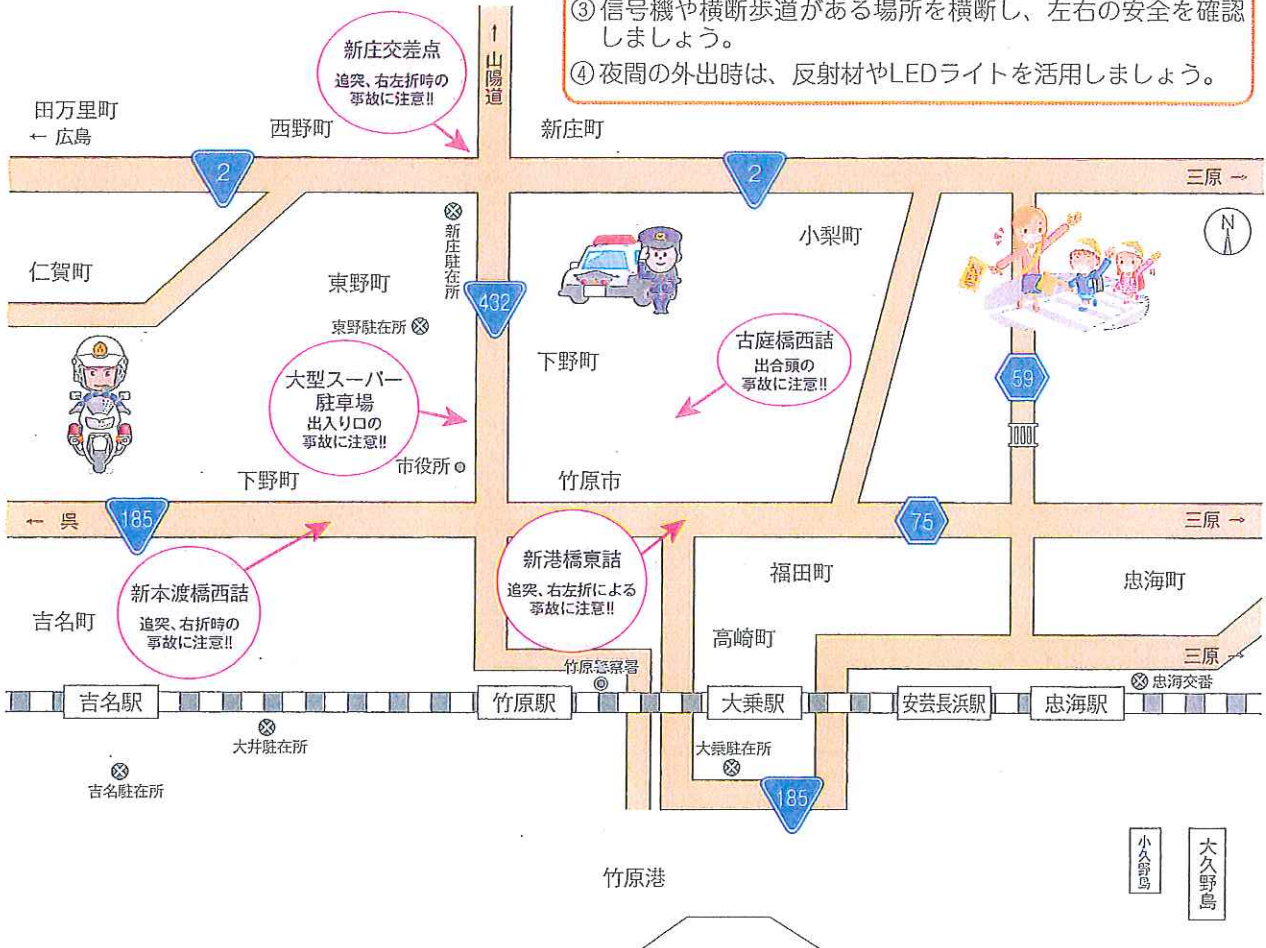 ③信号機や横断歩道がある場所を横断し、左右の安全を確認
しましょう。
④夜間の外出時は、反射材やLEDライトを活用しましょう。
↑山陽道
新庄交差点
追突、右左折時の
事故に注意!!
田万里町
← 広島
西野町
新庄町
2
2
三原 →
N
仁賀町
東野町
新庄駐在所
小梨町
432
東野駐在所
下野町
古庭橋西詰
出合頭の
事故に注意!!
大型スーパー
駐車場
出入り口の
事故に注意!!
59
市役所
下野町
竹原市
← 呉
185
75
三原 →
新本渡橋西詰
追突、右折時の
事故に注意!!
新港橋東詰
追突、右左折による
事故に注意!!
福田町
忠海町
吉名町
高崎町
三原 →
竹原警察署
忠海交番
吉名駅
竹原駅
大乗駅
安芸長浜駅
忠海駅
大井駐在所
大乗駐在所
吉名駐在所
185
竹原港
小久野島
大久野島